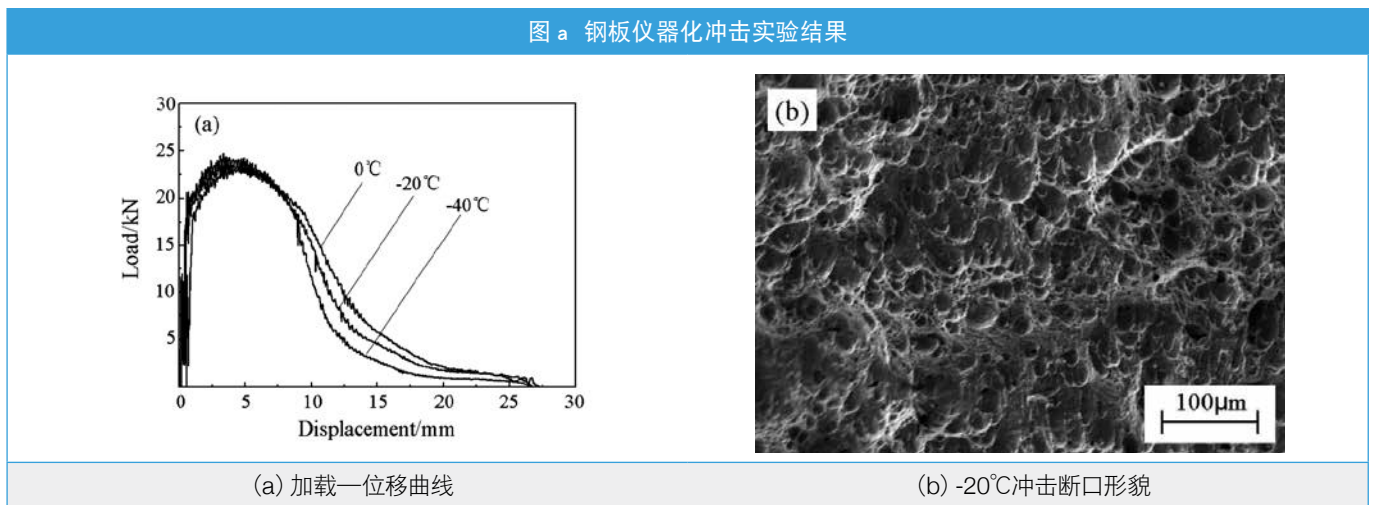 图 a 钢板仪器化冲击实验结果
(a)
30
25
20
15
10
5
Load/kN
0℃
-20℃
-40℃
0 5 10 15 20 25 30
Displacement/mm
(b)
100μm
(a) 加载—位移曲线
(b) -20℃冲击断口形貌